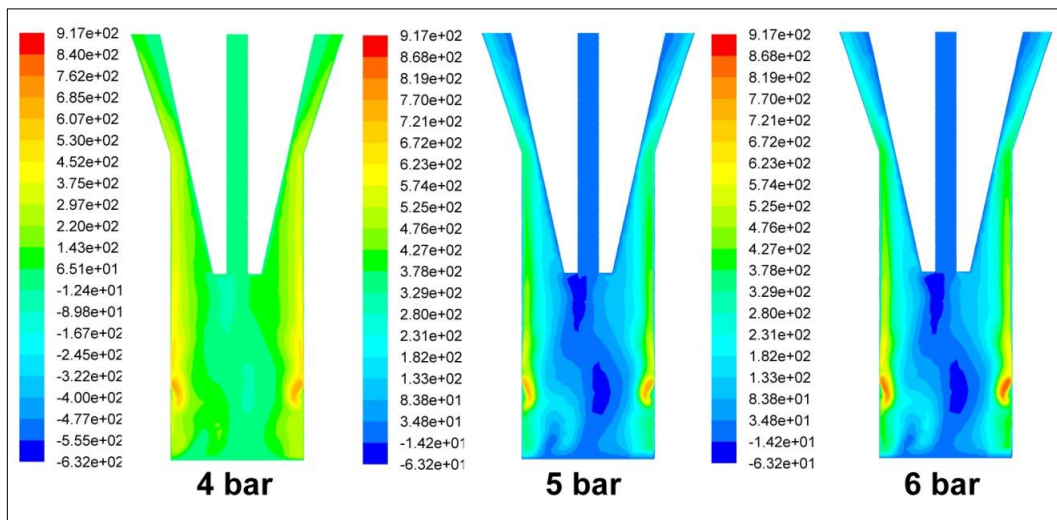 9.17e+02
8.40e+02
7.62e+02
6.85e+02
6.07e+02
5.30e+02
4.52e+02
3.75e+02
2.97e+02
2.20e+02
1.43e+02
6.51e+01
-1.24e+01
-8.98e+01
-1.67e+02
-2.45e+02
-3.22e+02
-4.00e+02
-4.77e+02
-5.55e+02
-6.32e+02
4 bar
9.17e+02
8.68e+02
8.19e+02
7.70e+02
7.21e+02
6.72e+02
6.23e+02
5.74e+02
5.25e+02
4.76e+02
4.27e+02
3.78e+02
3.29e+02
2.80e+02
2.31e+02
1.82e+02
1.33e+02
8.38e+01
3.48e+01
-1.42e+01
-6.32e+01
5 bar
9.17e+02
8.68e+02
8.19e+02
7.70e+02
7.21e+02
6.72e+02
6.23e+02
5.74e+02
5.25e+02
4.76e+02
4.27e+02
3.78e+02
3.29e+02
2.80e+02
2.31e+02
1.82e+02
1.33e+02
8.38e+01
3.48e+01
-1.42e+01
-6.32e+01
6 bar